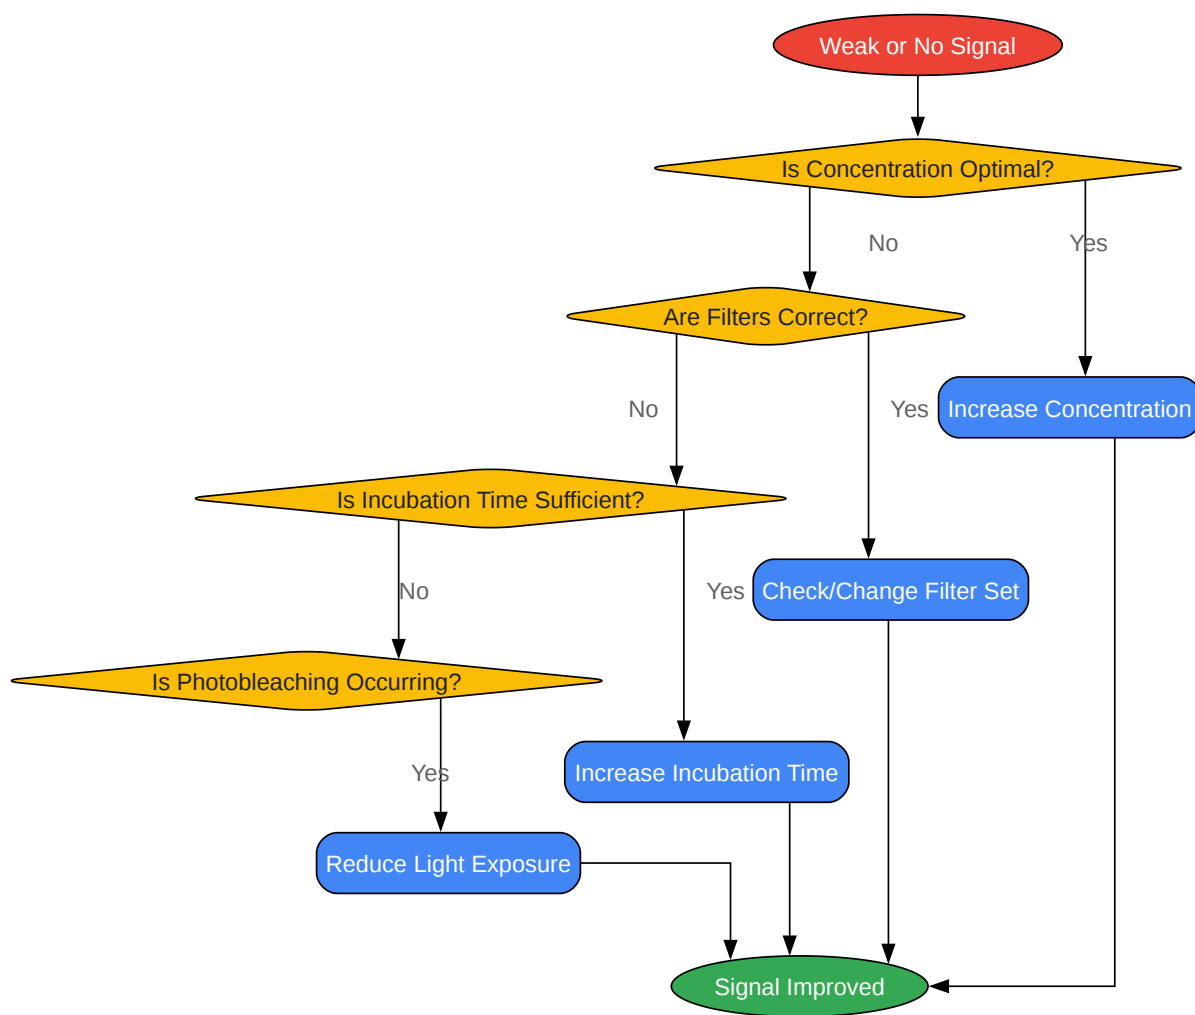 Weak or No Signal
Is Concentration Optimal?
No
Yes
Are Filters Correct?
No
Yes
Increase Concentration
Is Incubation Time Sufficient?
No
Yes
Check/Change Filter Set
Is Photobleaching Occurring?
Yes
Increase Incubation Time
Reduce Light Exposure
Signal Improved